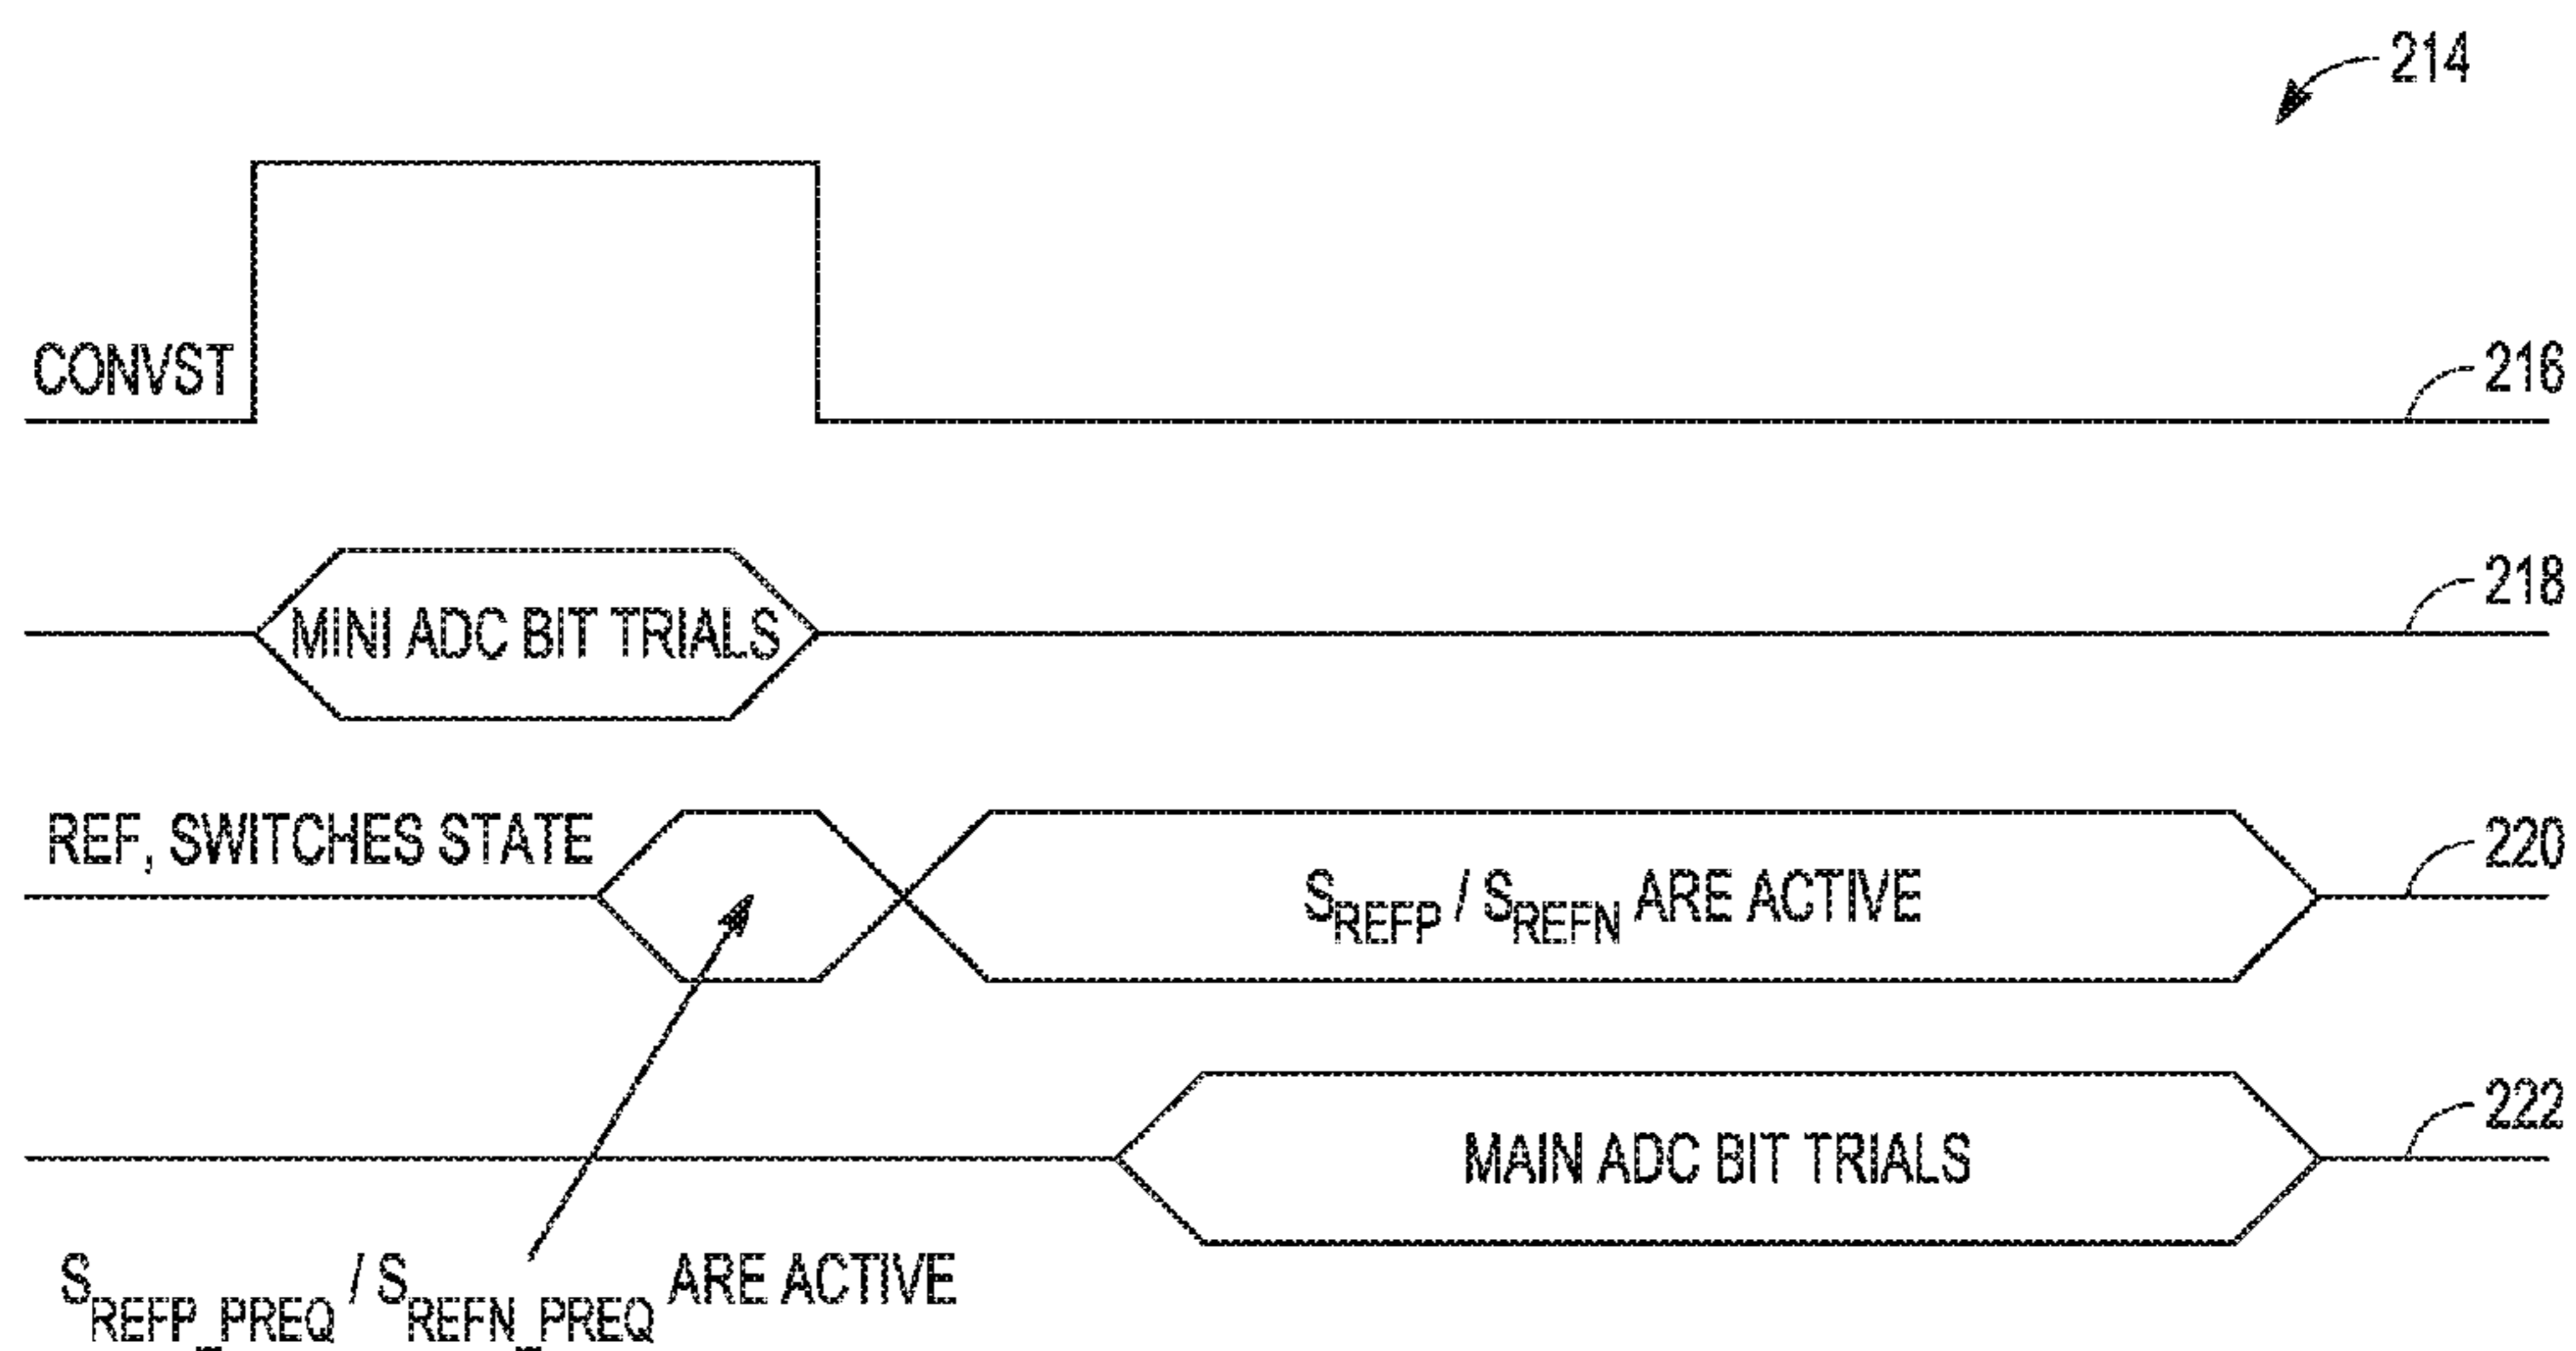 214
CONVST
216
MINI ADC BIT TRIALS
218
REF, SWITCHES STATE
220
SREFP / SREFN ARE ACTIVE
222
MAIN ADC BIT TRIALS
SREFP_PREQ / SREFN_PREQ ARE ACTIVE